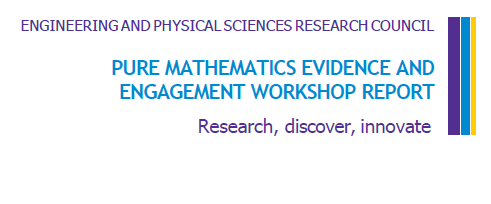 ENGINEERING AND PHYSICAL SCIENCES RESEARCH COUNCIL
PURE MATHEMATICS EVIDENCE AND
ENGAGEMENT WORKSHOP REPORT
Research, discover, innovate